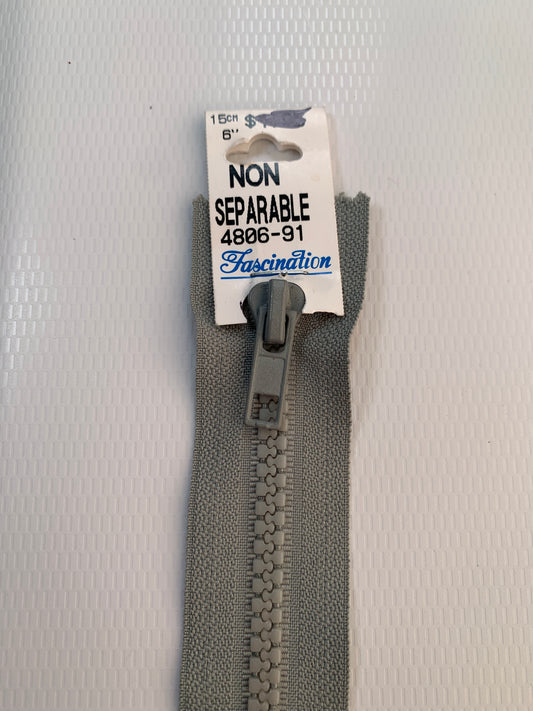 15CM $
6"
NON
SEPARABLE
4806-91
Fascination